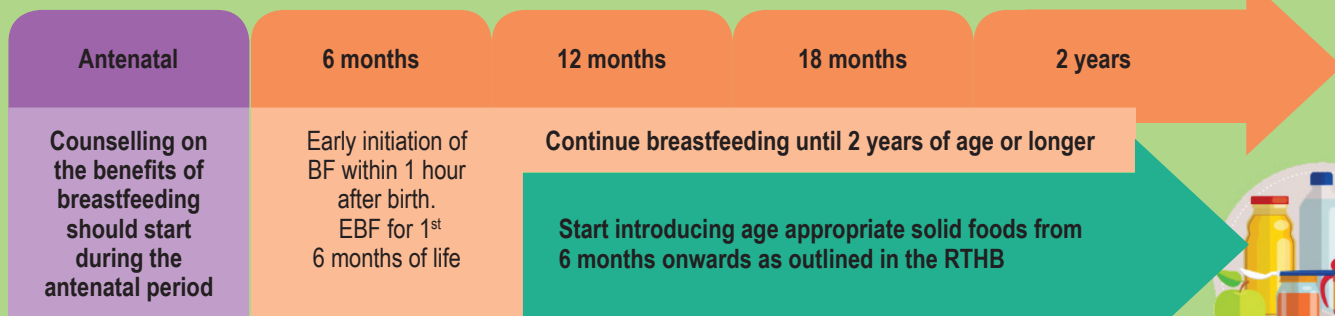 Antenatal
6 months
12 months
18 months
2 years
Counselling on
the benefits of
breastfeeding
should start
during the
antenatal period
Early initiation of
BF within 1 hour
after birth.
EBF for 1st
6 months of life
Continue breastfeeding until 2 years of age or longer
Start introducing age appropriate solid foods from
6 months onwards as outlined in the RTHB